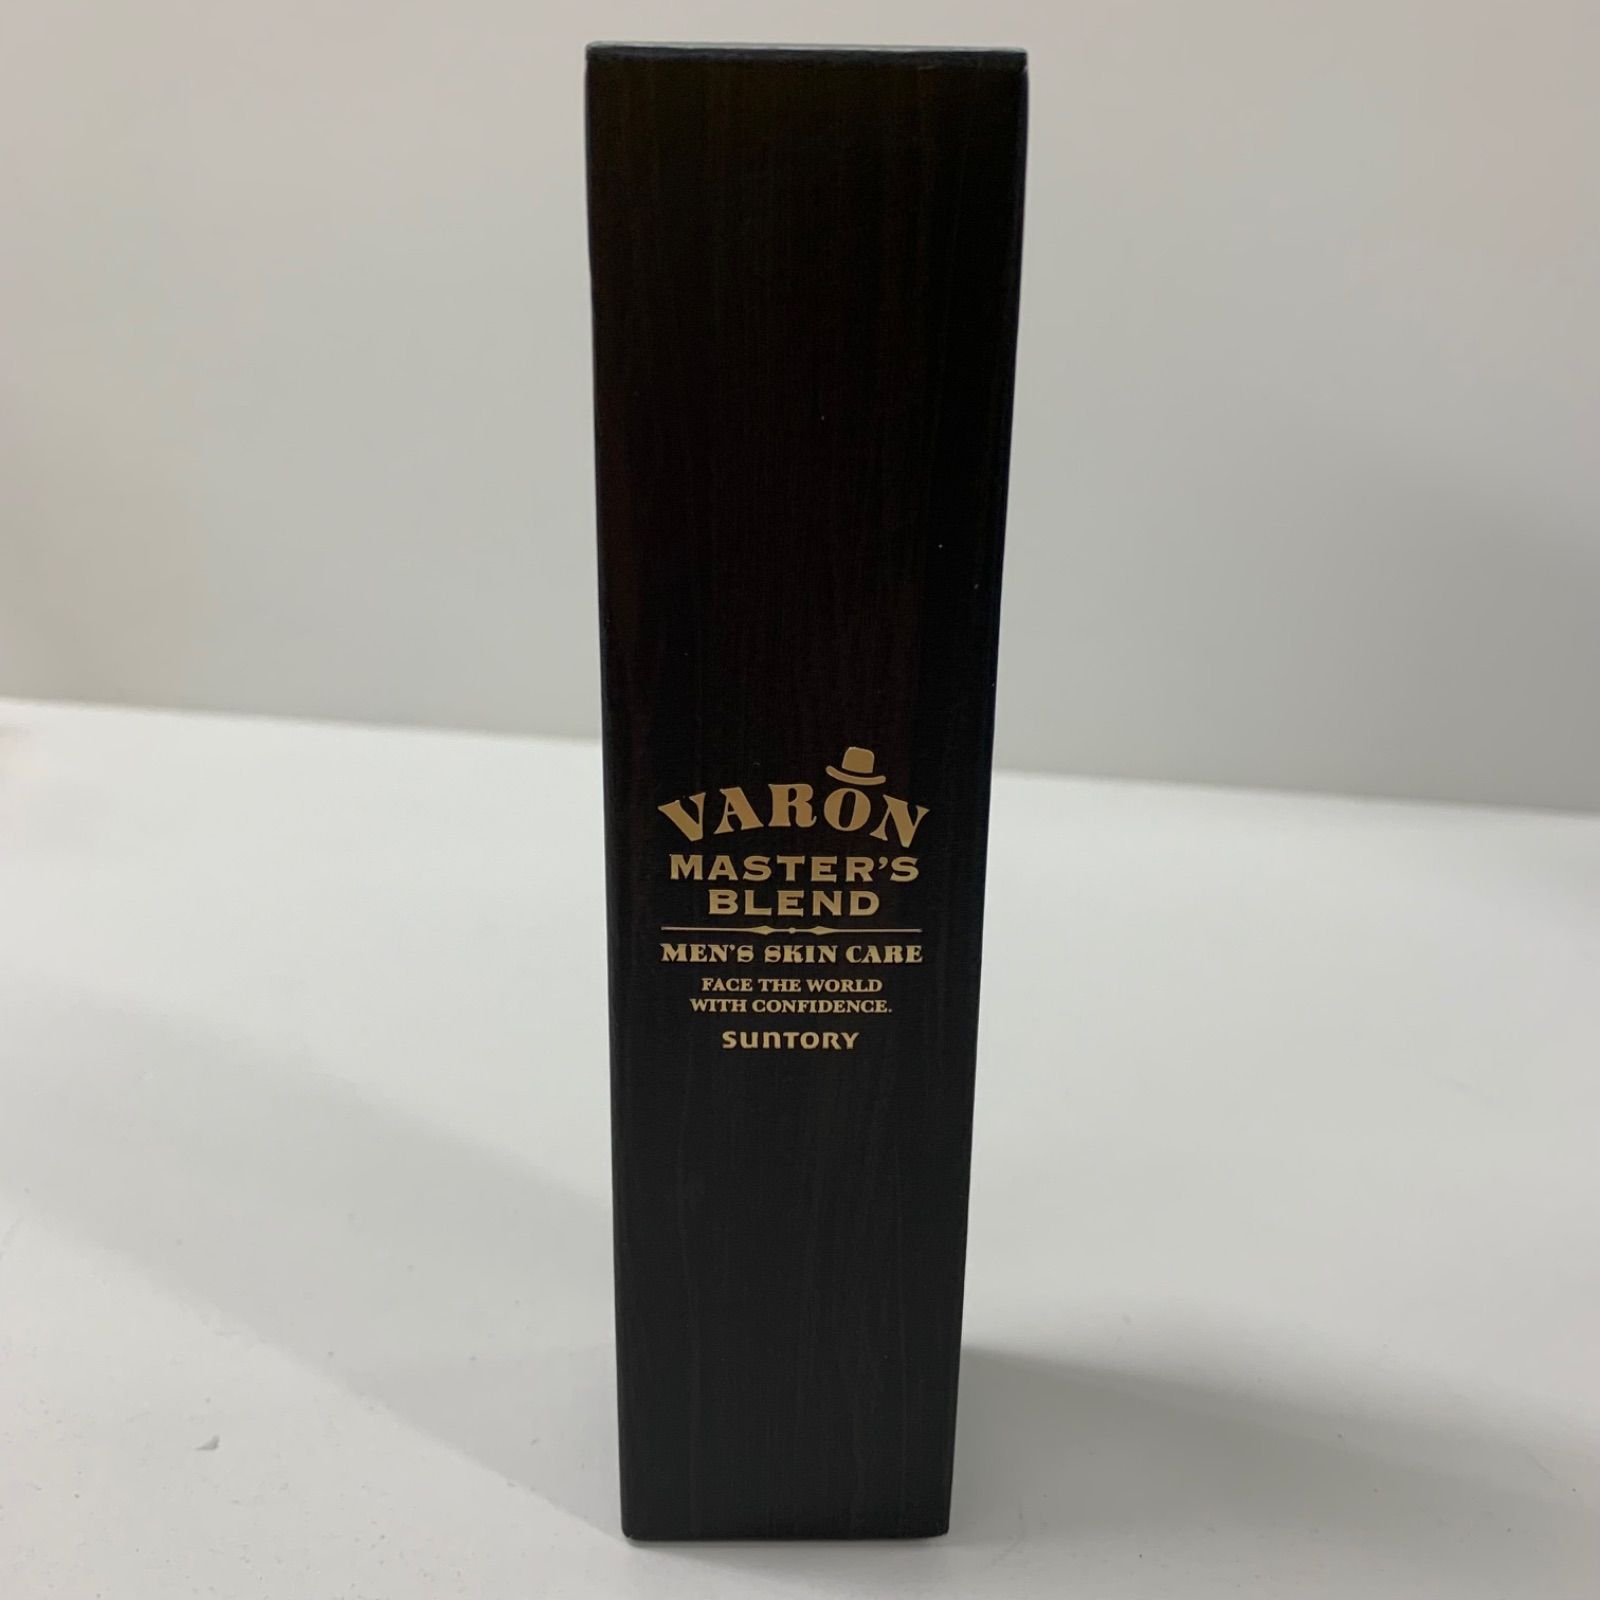 VARON
MASTER'S
BLEND
MEN'S SKIN CARE
FACE THE WORLD
WITH CONFIDENCE.
SUNTORY